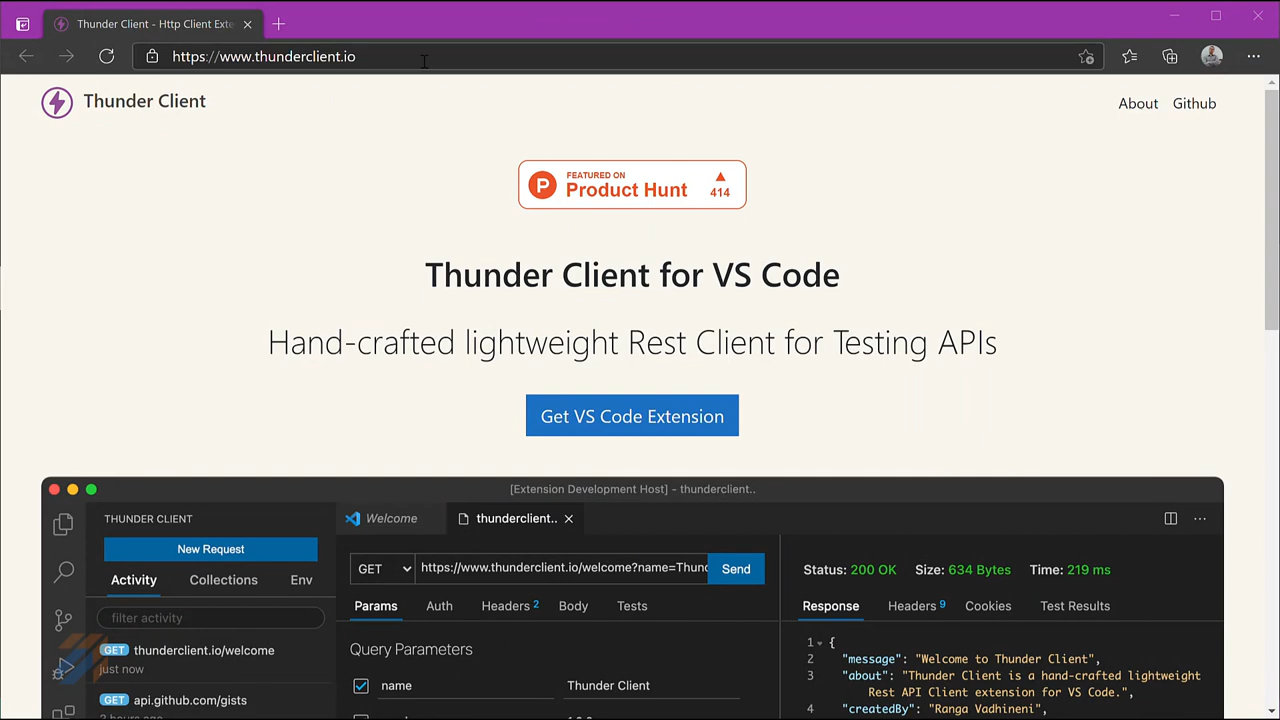 Thunder Client - Http Client Exte
https://www.thunderclient.io
Thunder Client
About
Github
FEATURED ON
Product Hunt
414
Thunder Client for VS Code
Hand-crafted lightweight Rest Client for Testing APIs
Get VS Code Extension
[Extension Development Host] - thunderclient..
THUNDER CLIENT
New Request
Activity
Collections
Env
filter activity
GET thunderclient.io/welcome
just now
GET api.github.com/gists
2 hours ago
Welcome
thunderclient..
GET
https://www.thunderclient.io/welcome?name=Thund
Send
Params
Auth
Headers 2
Body
Tests
Query Parameters
name
Thunder Client
Status: 200 OK
Size: 634 Bytes
Time: 219 ms
Response
Headers 9
Cookies
Test Results
1 {
2 "message": "Welcome to Thunder Client",
3 "about": "Thunder Client is a hand-crafted lightweight
Rest API Client extension for VS Code.",
4 "createdBy": "Ranga Vadhineni",